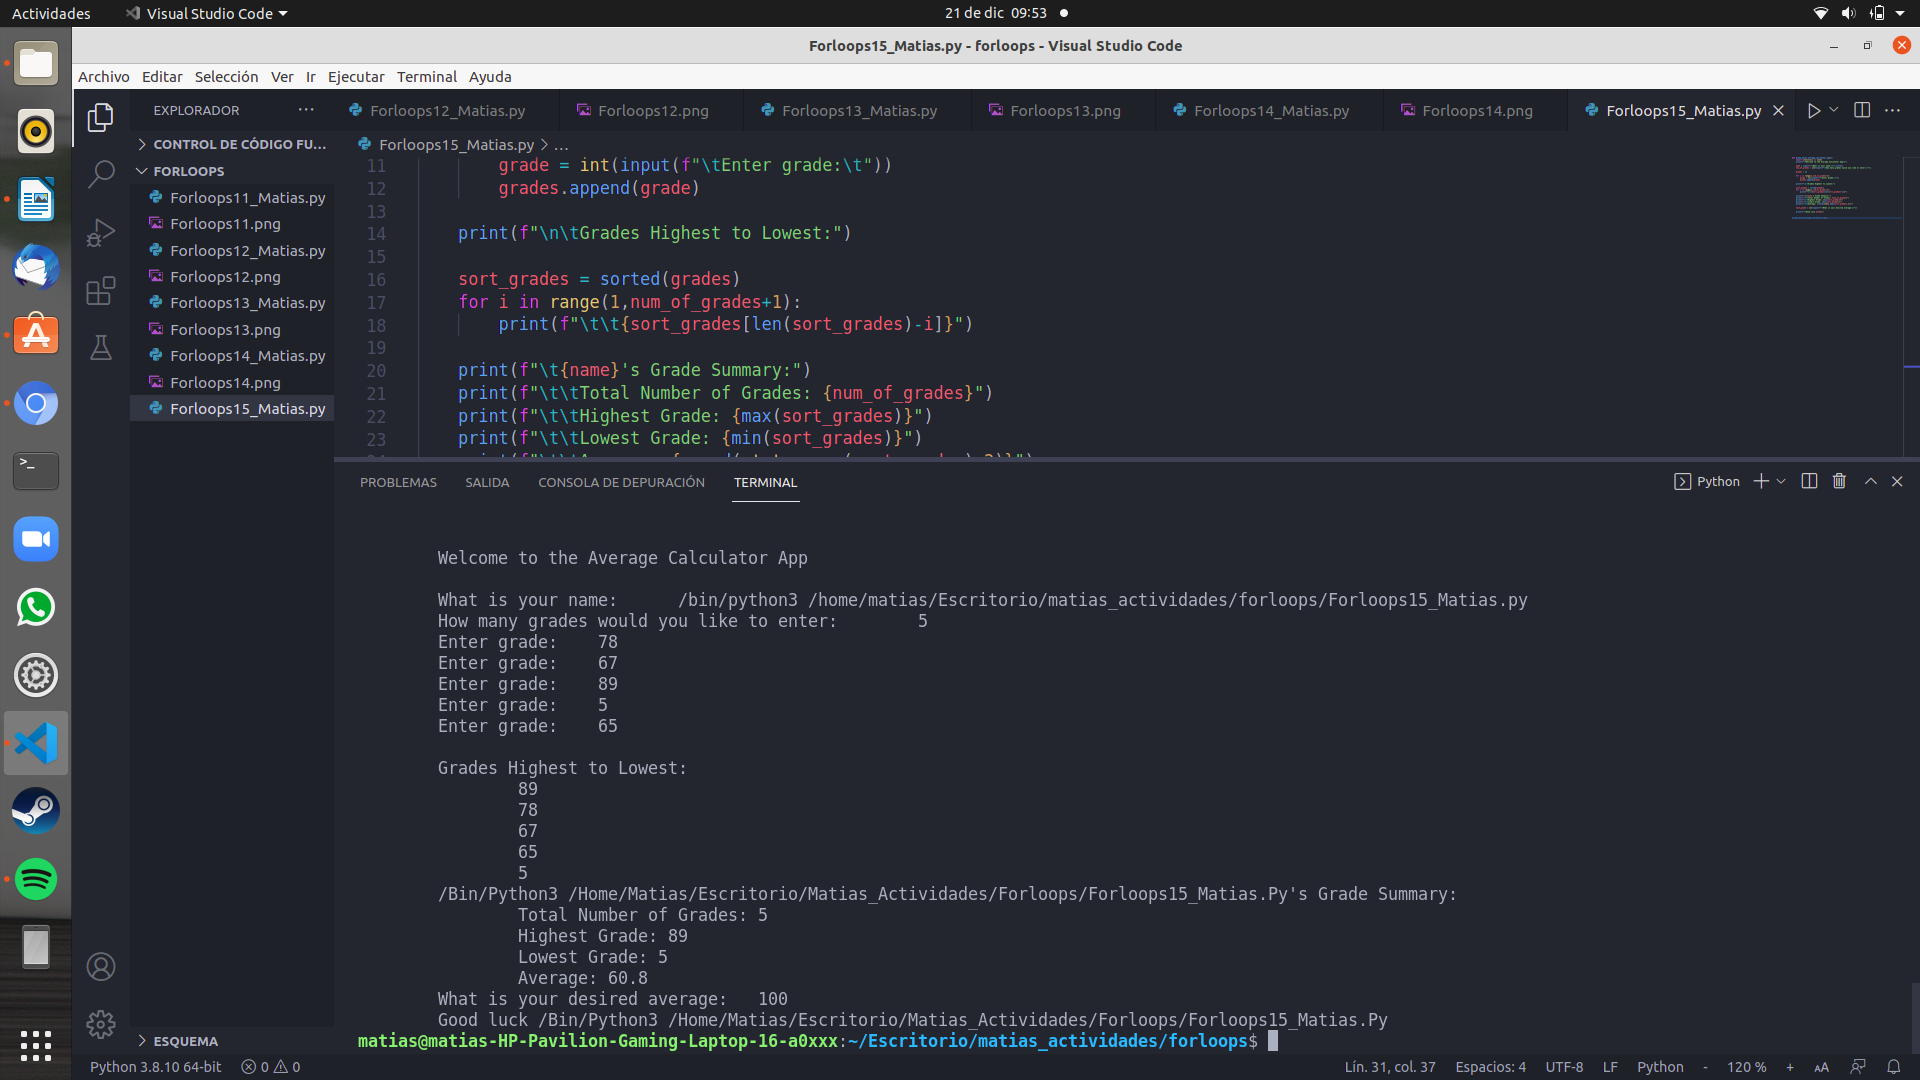 Actividades
Visual Studio Code
21 de dic 09:53
Forloops15_Matias.py - forloops - Visual Studio Code
Archivo Editar Selección Ver Ir Ejecutar Terminal Ayuda
EXPLORADOR
Forloops12_Matias.py Forloops12.png Forloops13_Matias.py Forloops13.png Forloops14_Matias.py Forloops14.png Forloops15_Matias.py
CONTROL DE CÓDIGO FU...
FORLOOPS
Forloops11_Matias.py
Forloops11.png
Forloops12_Matias.py
Forloops12.png
Forloops13_Matias.py
Forloops13.png
Forloops14_Matias.py
Forloops14.png
Forloops15_Matias.py
ESQUEMA
Forloops15_Matias.py > ...
11 grade = int(input(f"\tEnter grade:\t"))
12 grades.append(grade)
13
14 print(f"\n\tGrades Highest to Lowest:")
15
16 sort_grades = sorted(grades)
17 for i in range(1,num_of_grades+1):
18 print(f"\t\t{sort_grades[len(sort_grades)-i]}")
19
20 print(f"\t{name}'s Grade Summary:")
21 print(f"\t\tTotal Number of Grades: {num_of_grades}")
22 print(f"\t\tHighest Grade: {max(sort_grades)}")
23 print(f"\t\tLowest Grade: {min(sort_grades)}")
PROBLEMAS SALIDA CONSOLA DE DEPURACIÓN TERMINAL
Python
Welcome to the Average Calculator App
What is your name: /bin/python3 /home/matias/Escritorio/matias_actividades/forloops/Forloops15_Matias.py
How many grades would you like to enter: 5
Enter grade: 78
Enter grade: 67
Enter grade: 89
Enter grade: 5
Enter grade: 65
Grades Highest to Lowest:
89
78
67
65
5
/Bin/Python3 /Home/Matias/Escritorio/Matias_Actividades/Forloops/Forloops15_Matias.Py's Grade Summary:
Total Number of Grades: 5
Highest Grade: 89
Lowest Grade: 5
Average: 60.8
What is your desired average: 100
Good luck /Bin/Python3 /Home/Matias/Escritorio/Matias_Actividades/Forloops/Forloops15_Matias.Py
matias@matias-HP-Pavilion-Gaming-Laptop-16-a0xxx:~/Escritorio/matias_actividades/forloops$
Python 3.8.10 64-bit 0 0
Lín. 31, col. 37 Espacios: 4 UTF-8 LF Python - 120 % + AA